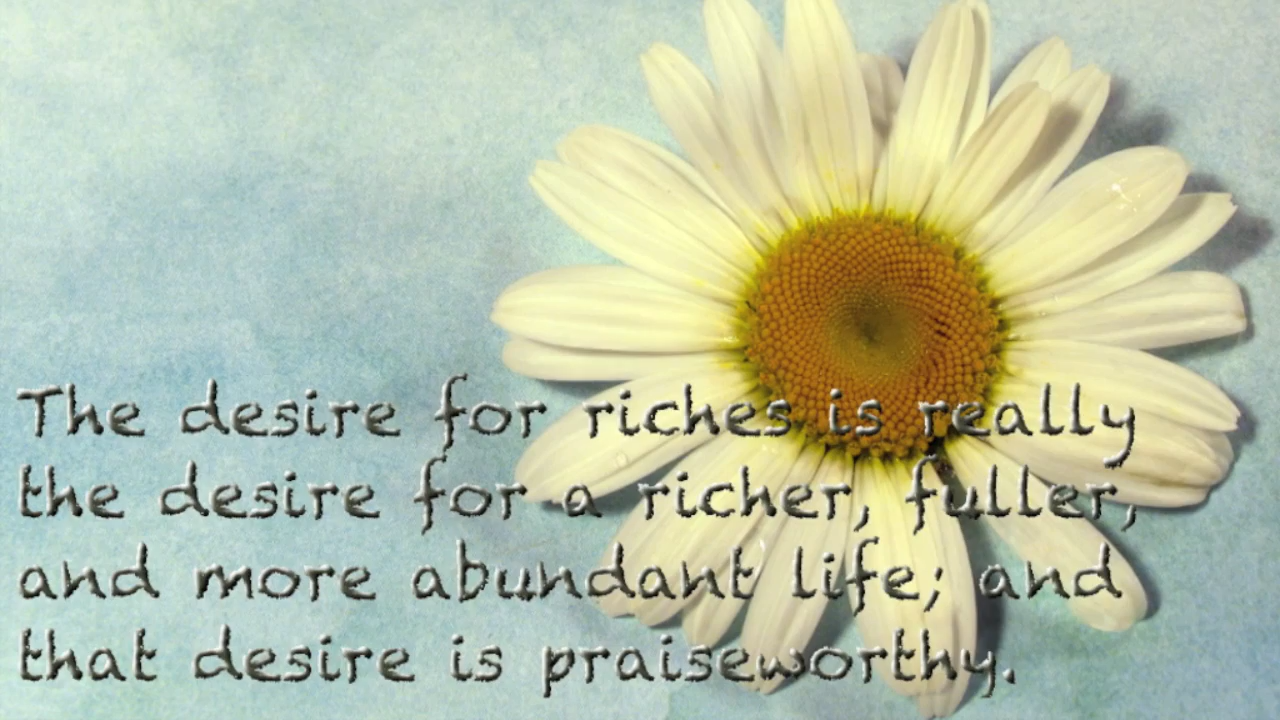 The desire for riches is really
the desire for a richer, fuller,
and more abundant life; and
that desire is praiseworthy.